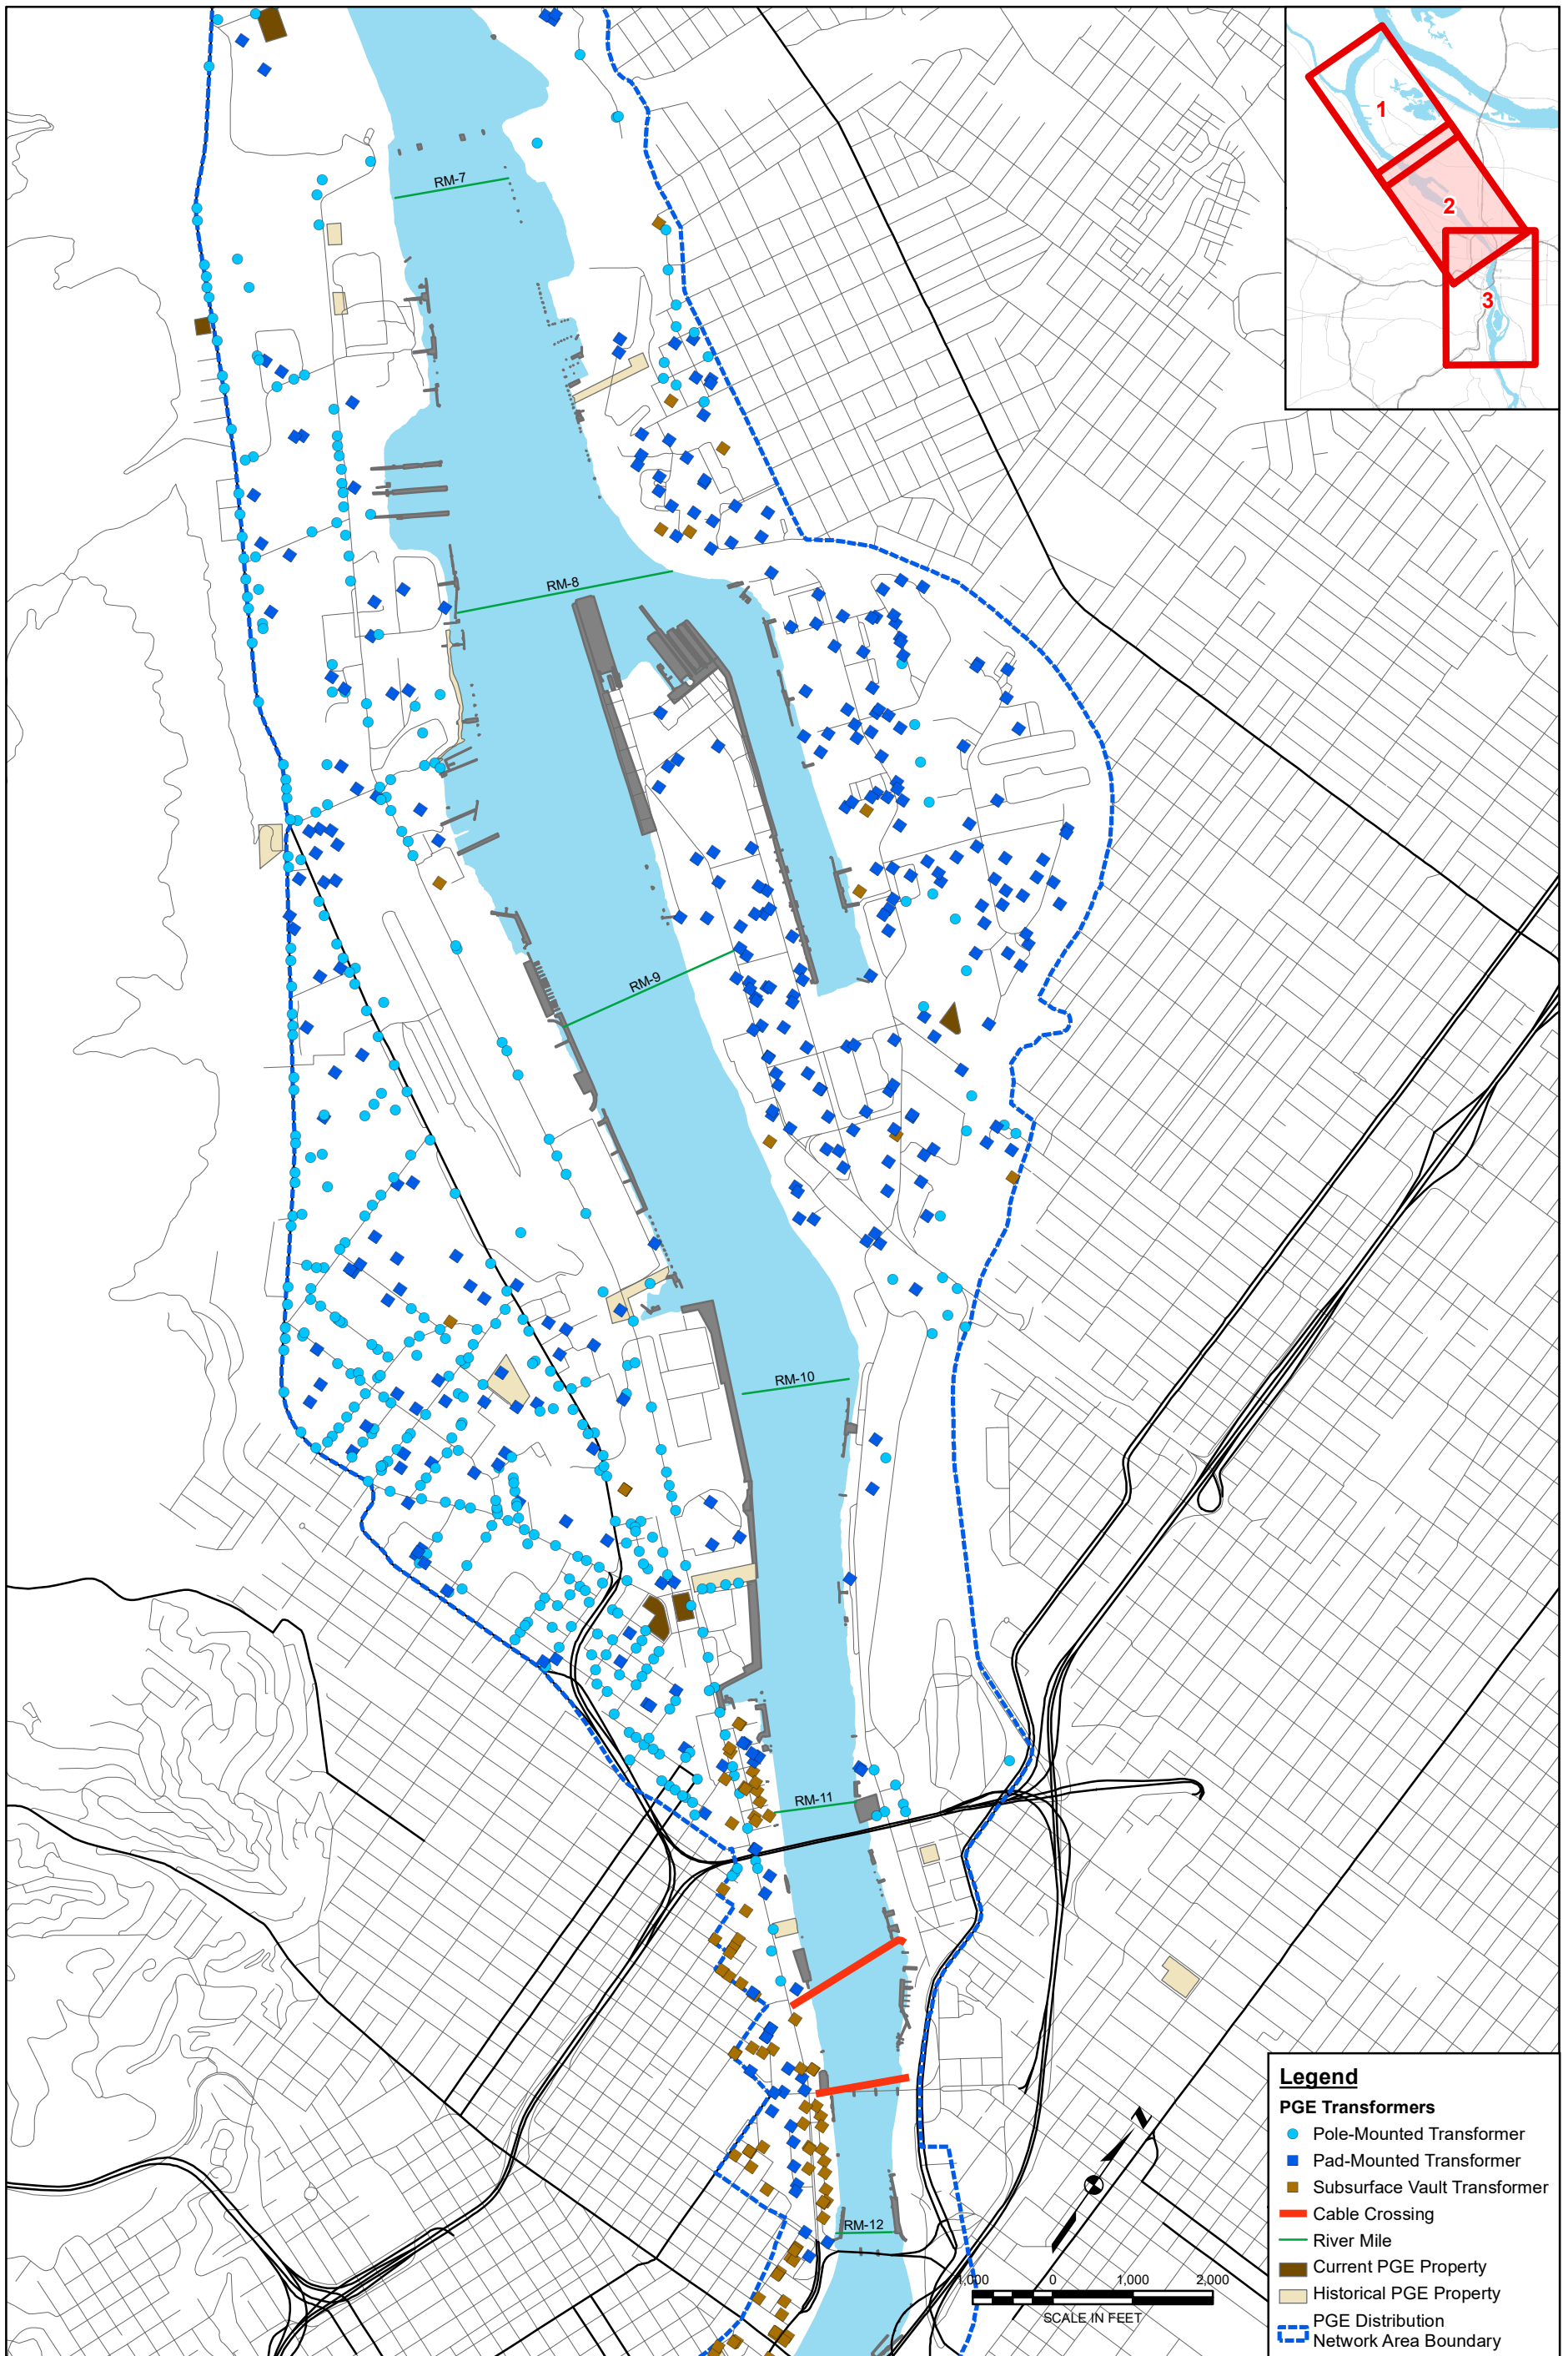 1
2
3
RM-7
RM-8
RM-9
RM-10
RM-11
RM-12
N
1,000 0 1,000 2,000
SCALE IN FEET
Legend
PGE Transformers
Pole-Mounted Transformer
Pad-Mounted Transformer
Subsurface Vault Transformer
Cable Crossing
River Mile
Current PGE Property
Historical PGE Property
PGE Distribution
Network Area Boundary